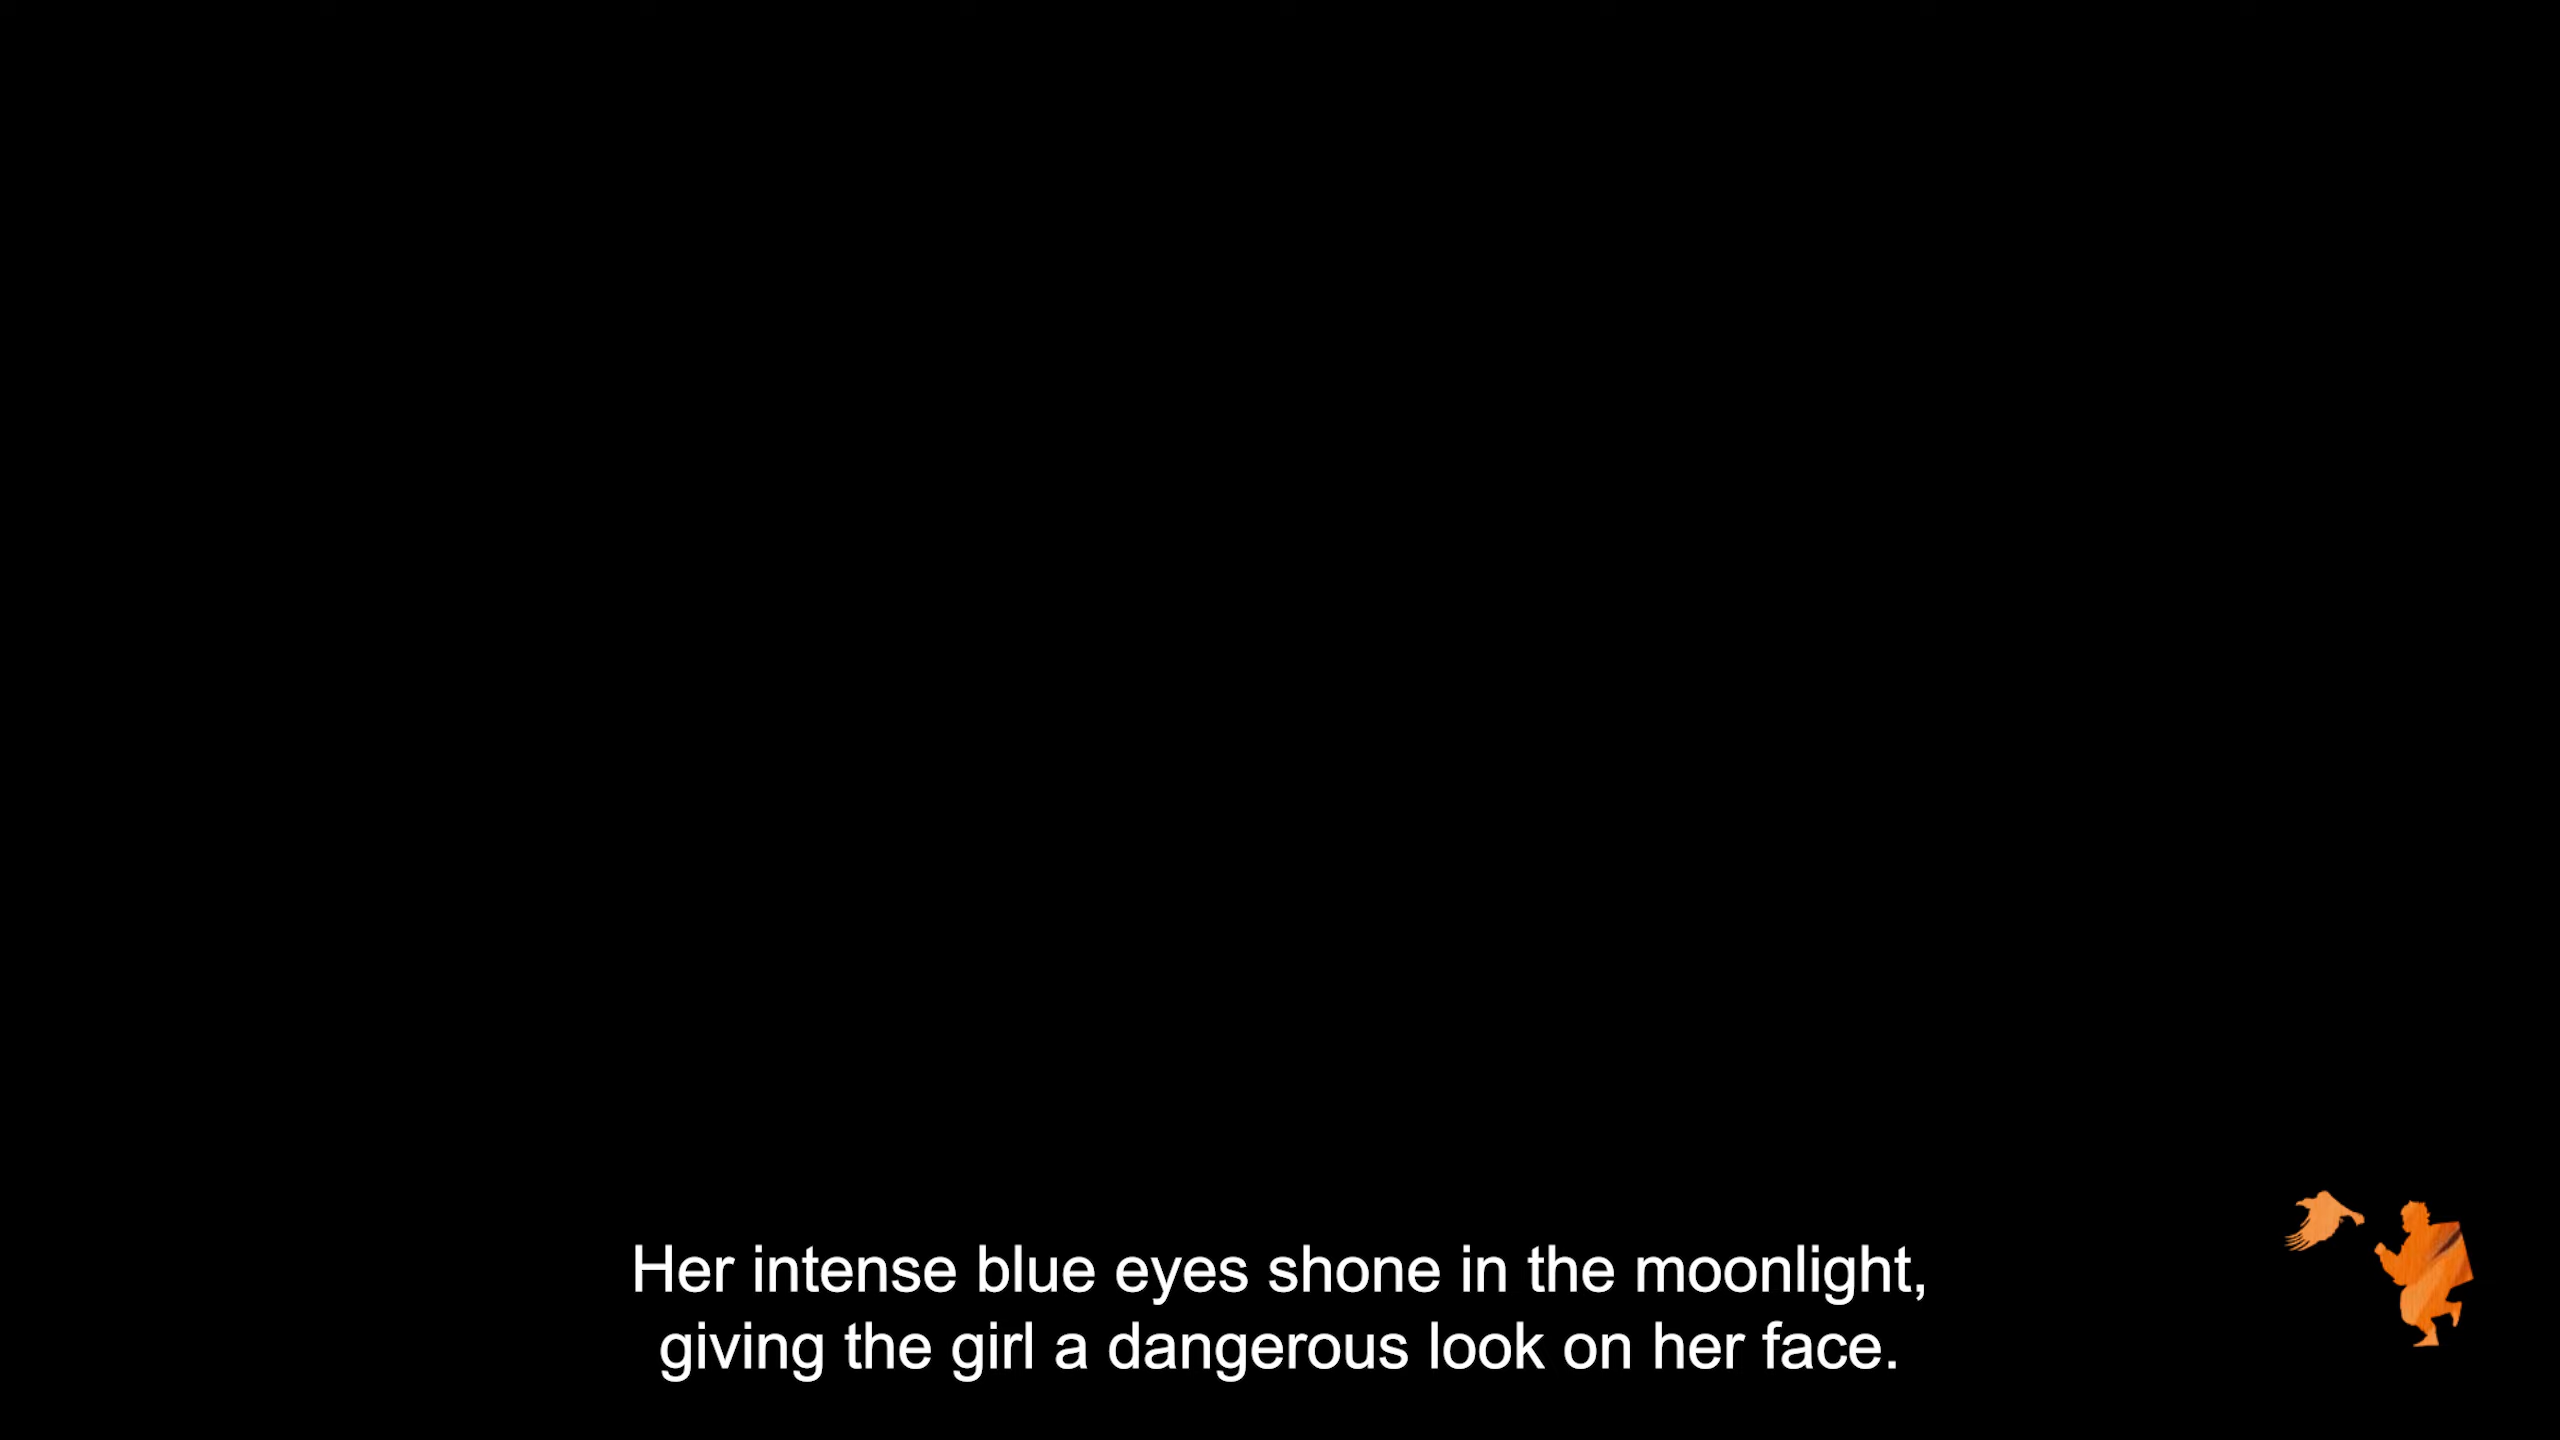 Her intense blue eyes shone in the moonlight,
giving the girl a dangerous look on her face.